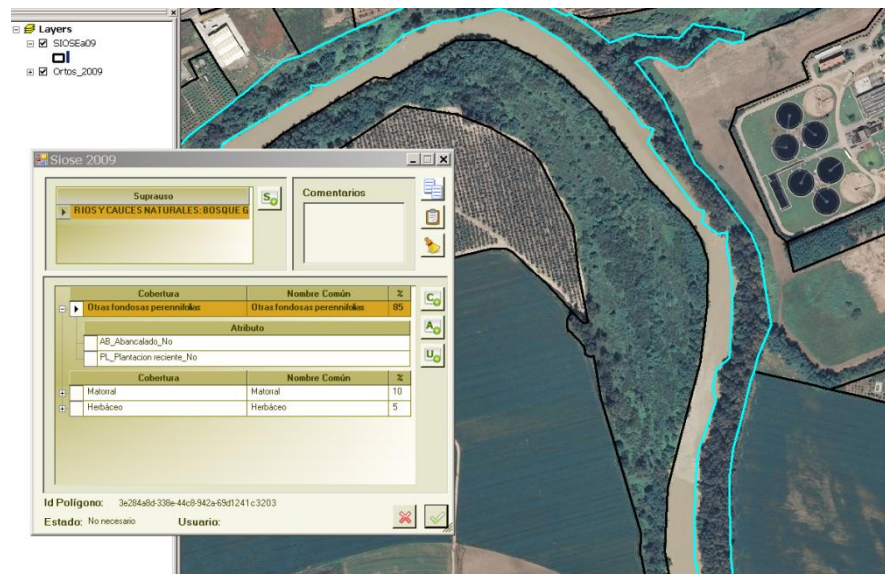 Layers
SIOSEa09
Ortos_2009
Siose 2009
Suprauso
RIOS Y CAUCES NATURALES: BOSQUE G
Comentarios
Cobertura Nombre Común %
Otras fondosas perennifolias Otras fondosas perennifolias 85
Atributo
AB_Abancalado_No
PL_Plantacion reciente_No
Cobertura Nombre Común %
Matorral Matorral 10
Herbáceo Herbáceo 5
Id Polígono: 3e284a8d-338e-44c8-942a-69d1241c3203
Estado: No necesario Usuario: